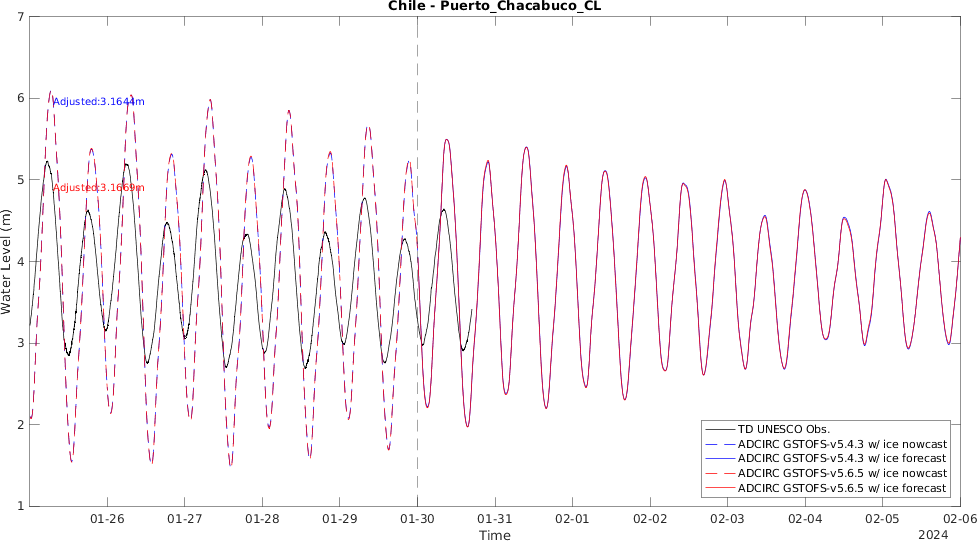 Chile - Puerto_Chacabuco_CL
7
6
5
4
3
2
1
Water Level (m)
Adjusted:3.1644m
Adjusted:3.1669m
TD UNESCO Obs.
ADCIRC GSTOFS-v5.4.3 w/ ice nowcast
ADCIRC GSTOFS-v5.4.3 w/ ice forecast
ADCIRC GSTOFS-v5.6.5 w/ ice nowcast
ADCIRC GSTOFS-v5.6.5 w/ ice forecast
01-26 01-27 01-28 01-29 01-30 01-31 02-01 02-02 02-03 02-04 02-05 02-06
Time
2024